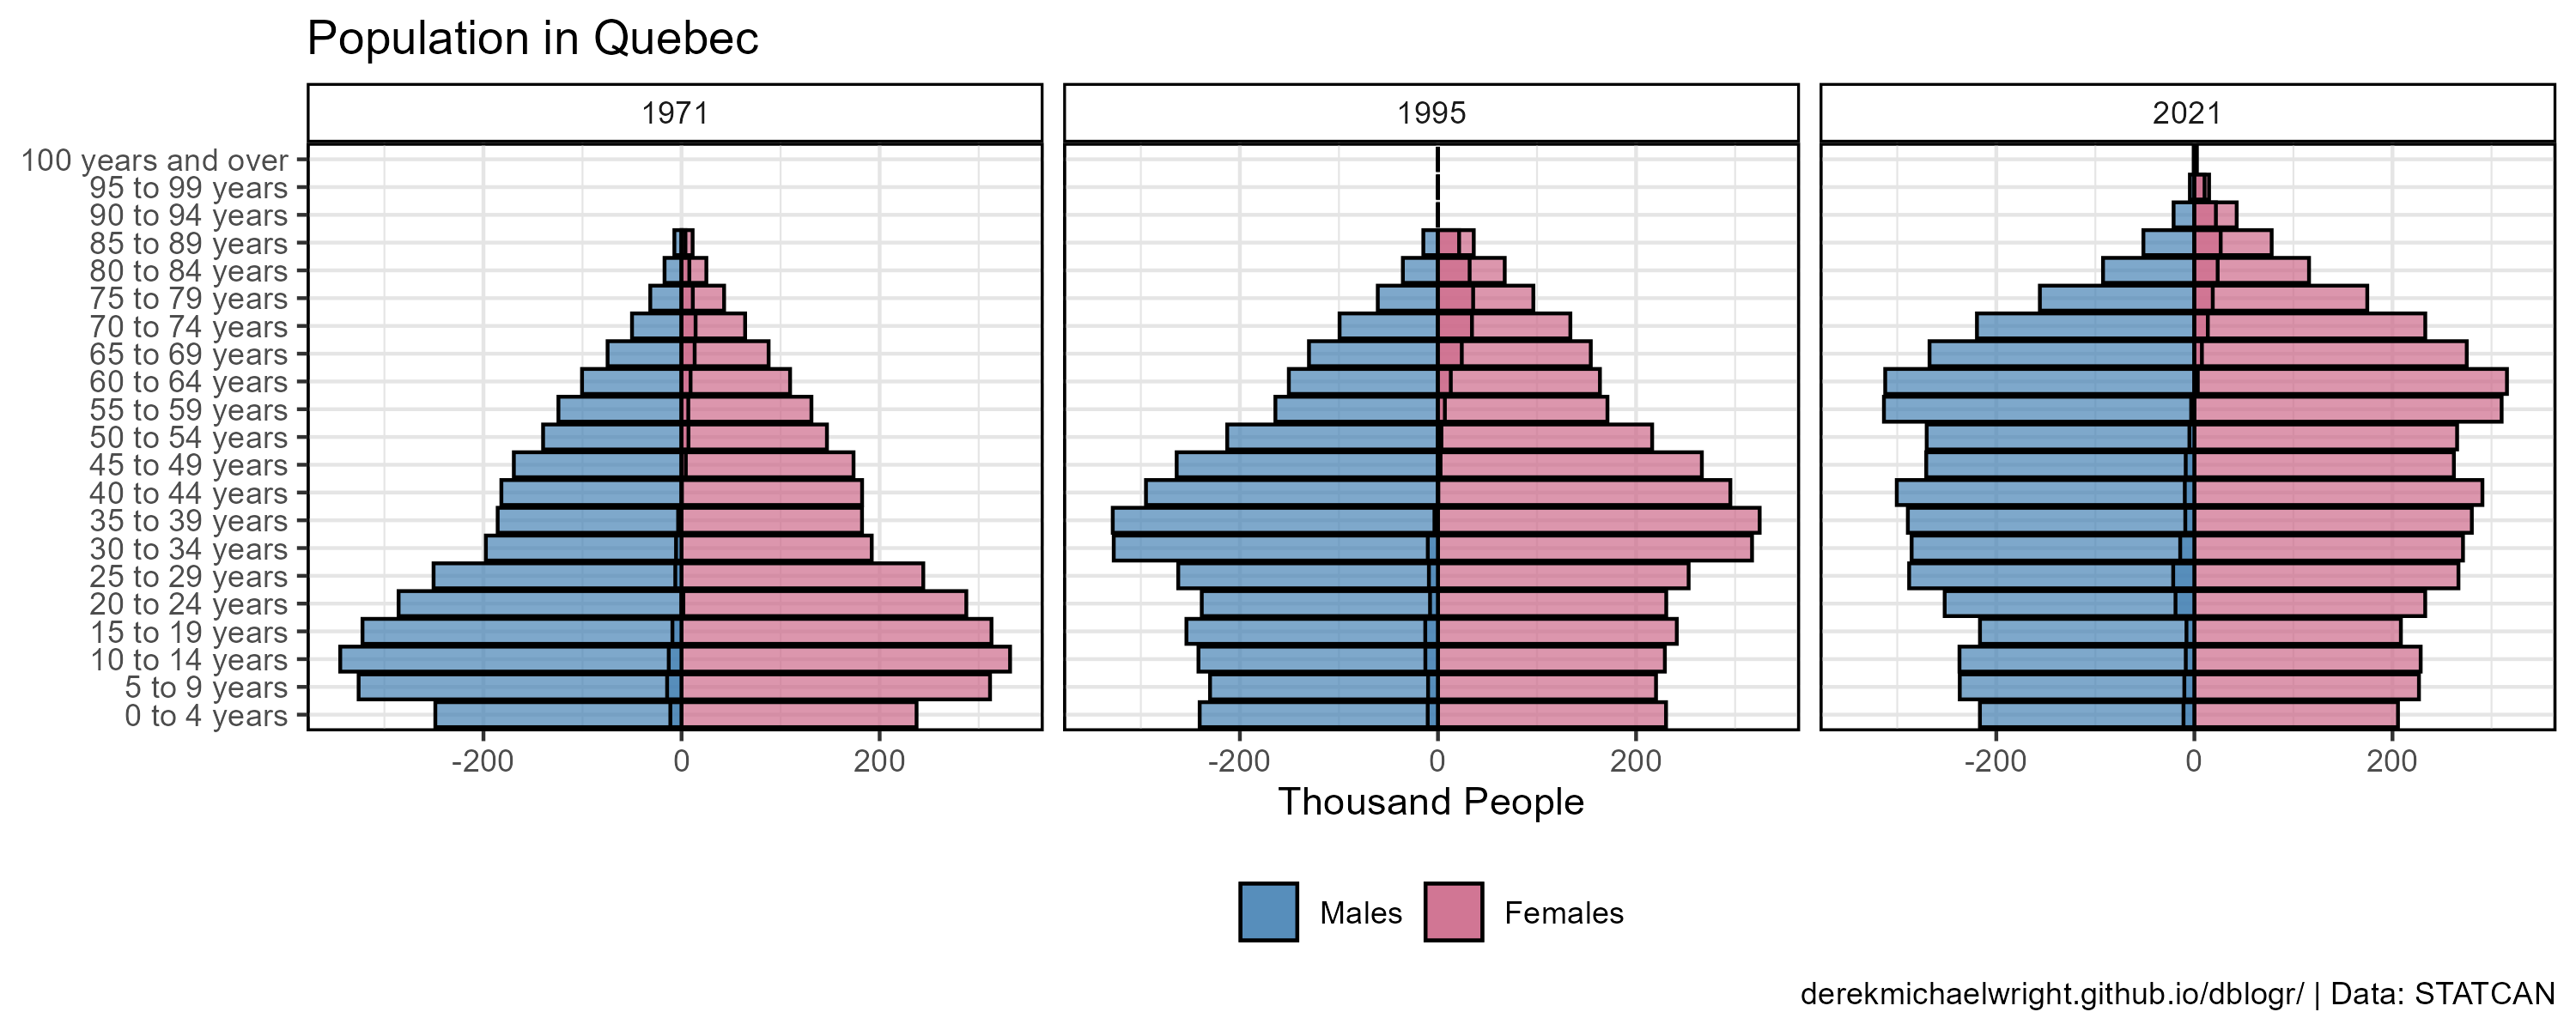 Population in Quebec
1971
1995
2021
100 years and over
95 to 99 years
90 to 94 years
85 to 89 years
80 to 84 years
75 to 79 years
70 to 74 years
65 to 69 years
60 to 64 years
55 to 59 years
50 to 54 years
45 to 49 years
40 to 44 years
35 to 39 years
30 to 34 years
25 to 29 years
20 to 24 years
15 to 19 years
10 to 14 years
5 to 9 years
0 to 4 years
-200 0 200
-200 0 200
-200 0 200
Thousand People
Males
Females
derekmichaelwright.github.io/dblogr/ | Data: STATCAN